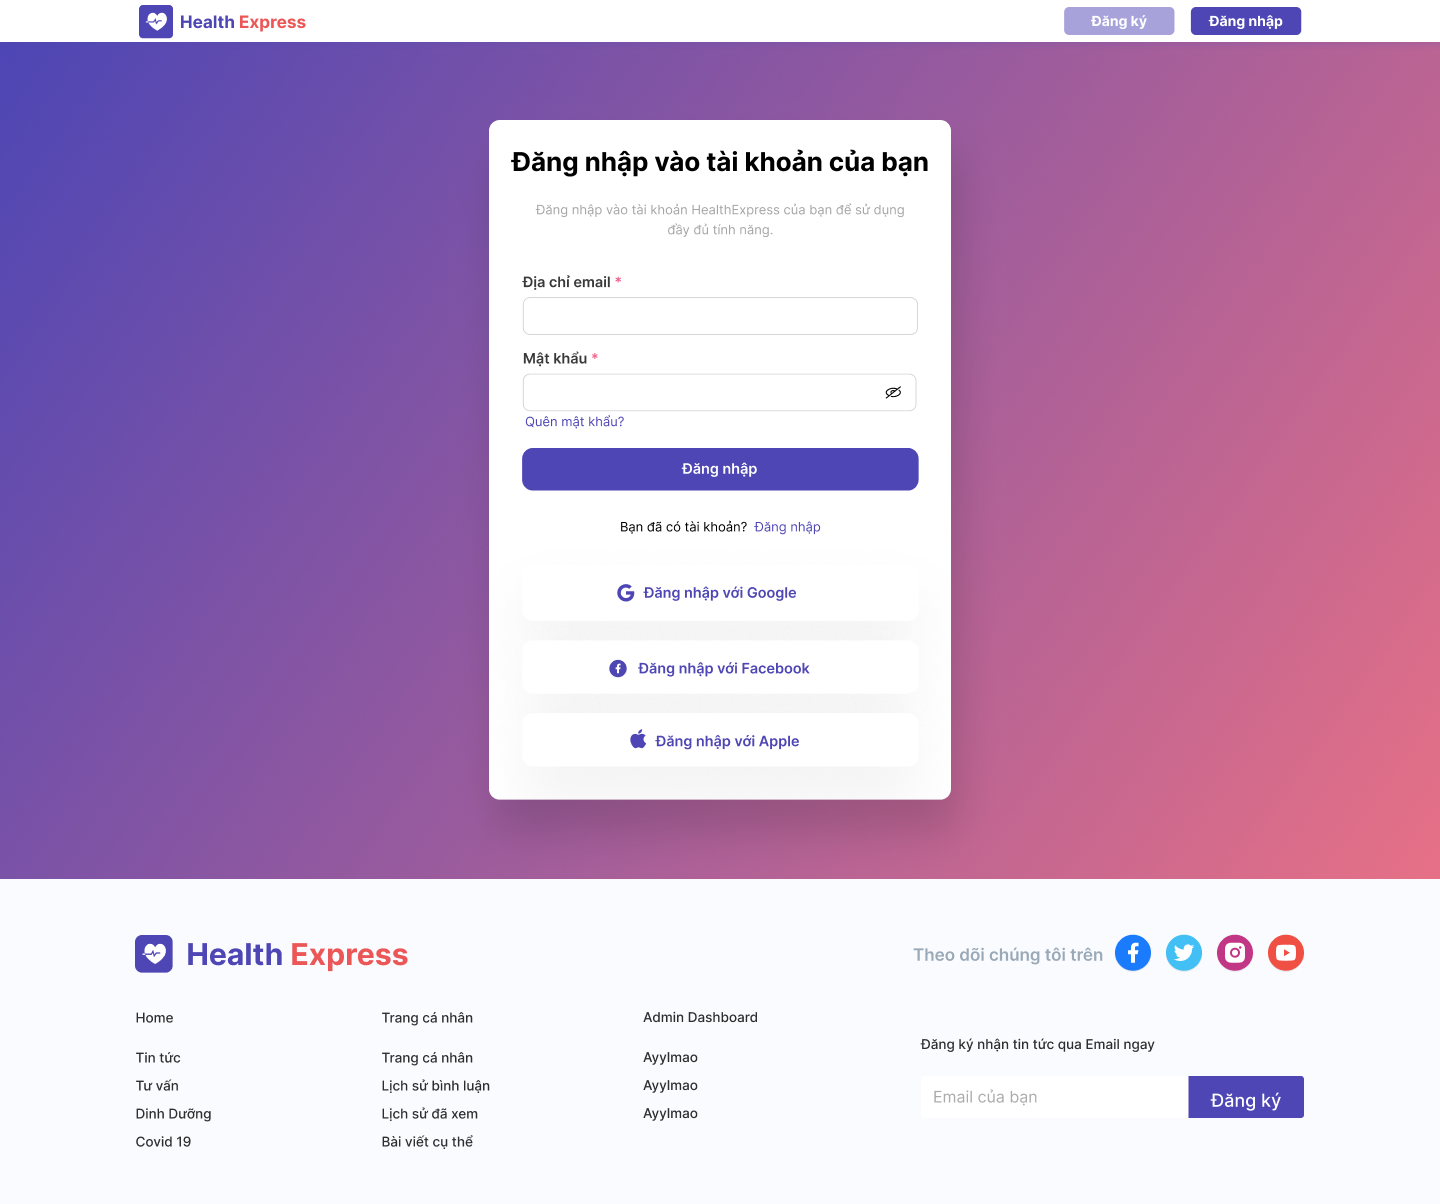 Health Express
Đăng ký
Đăng nhập
Đăng nhập vào tài khoản của bạn
Đăng nhập vào tài khoản HealthExpress của bạn để sử dụng
đầy đủ tính năng.
Địa chỉ email *
Mật khẩu *
Quên mật khẩu?
Đăng nhập
Bạn đã có tài khoản? Đăng nhập
Đăng nhập với Google
Đăng nhập với Facebook
Đăng nhập với Apple
Health Express
Theo dõi chúng tôi trên
Home
Tin tức
Tư vấn
Dinh Dưỡng
Covid 19
Trang cá nhân
Trang cá nhân
Lịch sử bình luận
Lịch sử đã xem
Bài viết cụ thể
Admin Dashboard
Ayylmao
Ayylmao
Ayylmao
Đăng ký nhận tin tức qua Email ngay
Email của bạn
Đăng ký